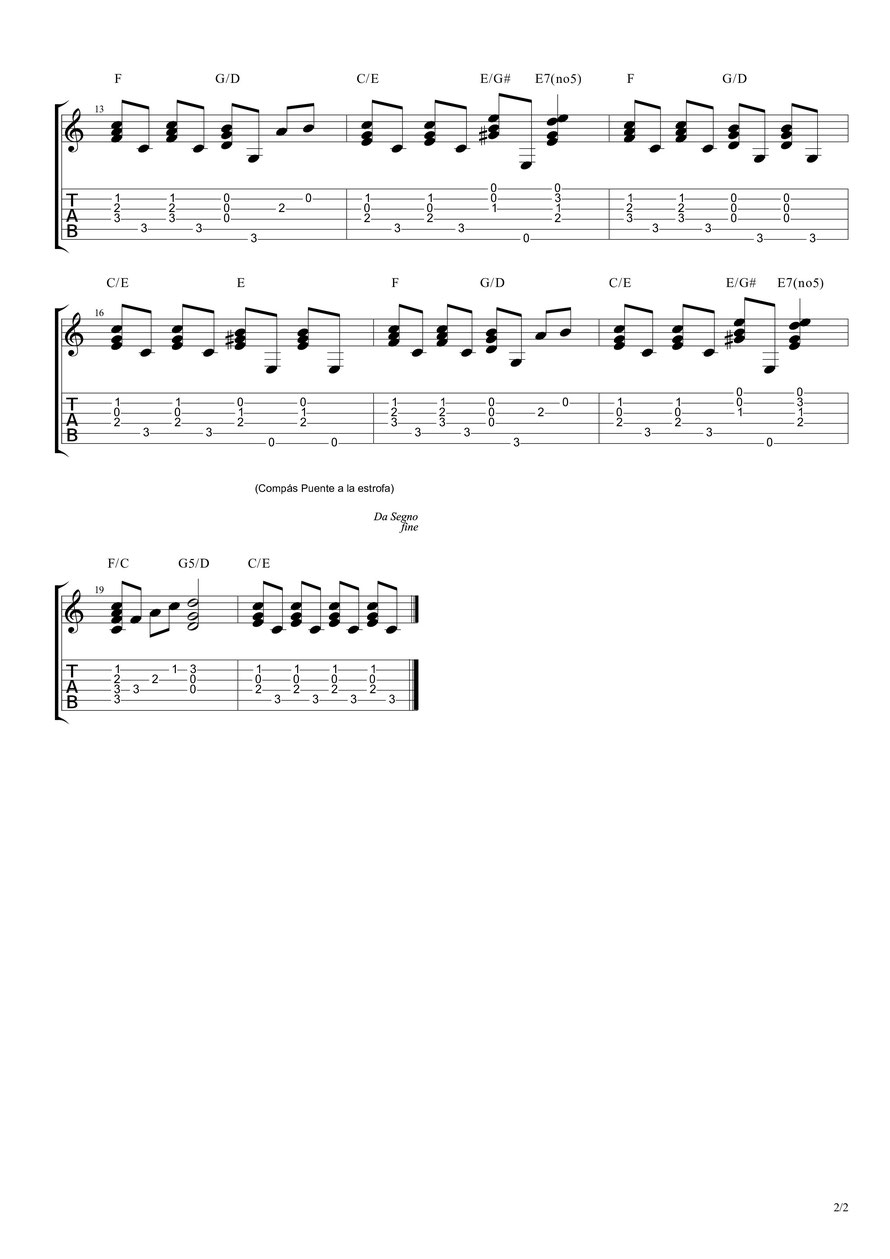 F G/D C/E E/G# E7(no5) F G/D
13
1 1 0 0 1 1 0 0 1 1 0 0
2 2 0 2 0 0 0 3 2 2 0 0
3 3 0 2 2 1 1 3 3 0 0
3 3 3 3 2 3 3
3 0 3 3
T
A
B
C/E E F G/D C/E E/G# E7(no5)
16
T
A
B
0 0
1 1 0 0 1 1 0 0 1 1 0 3
0 0 1 1 2 2 0 2 0 0 1 1
2 2 2 2 3 3 0 2 2 2
3 3 3 3 3 3
0 0 3 0
(Compás Puente a la estrofa)
Da Segno
fine
F/C G5/D C/E
19
T
A
B
1 1 3 1 1 1 1
2 2 0 0 0 0 0
3 3 0 2 2 2 2
3 3 3 3 3
2/2